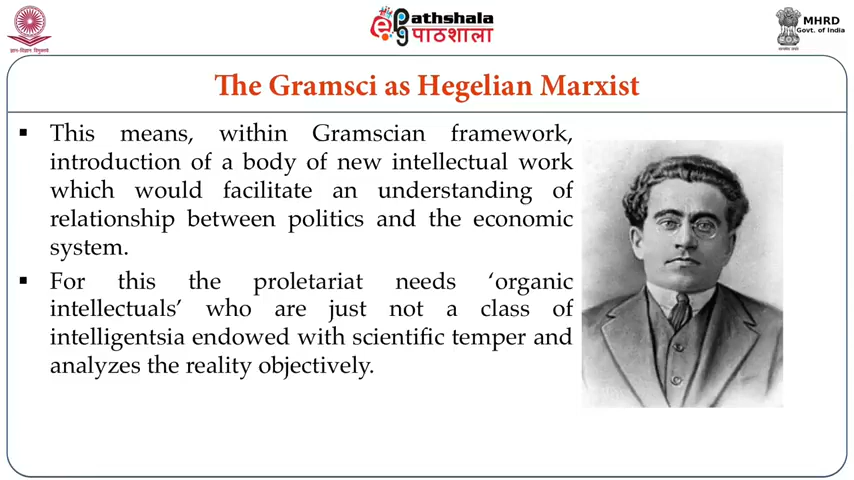 ज्ञान-विज्ञान विमुक्तये
e
Pathshala
पाठशाला
MHRD
Govt. of India
The Gramsci as Hegelian Marxist
▪ This means, within Gramscian framework,
introduction of a body of new intellectual work
which would facilitate an understanding of
relationship between politics and the economic
system.
▪ For this the proletariat needs ‘organic
intellectuals’ who are just not a class of
intelligentsia endowed with scientific temper and
analyzes the reality objectively.